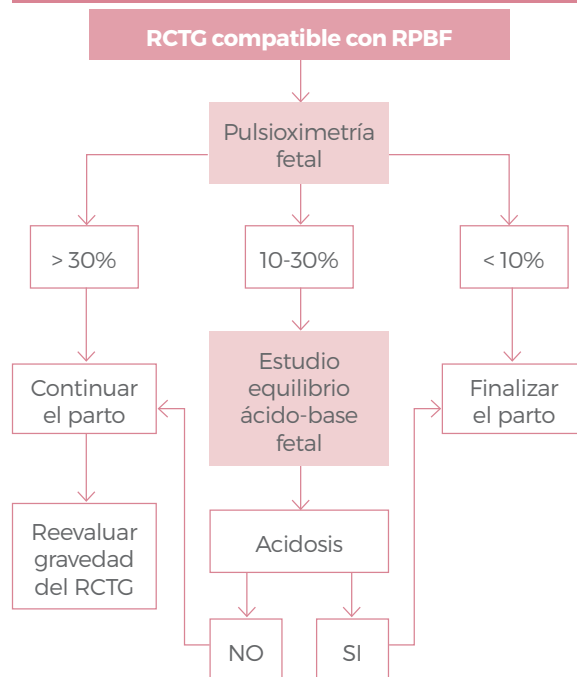 RCTG compatible con RPBF
Pulsioximetría
fetal
> 30%
10-30%
< 10%
Continuar
el parto
Estudio
equilibrio
ácido-base
fetal
Finalizar
el parto
Reevaluar
gravedad
del RCTG
Acidosis
NO
SI